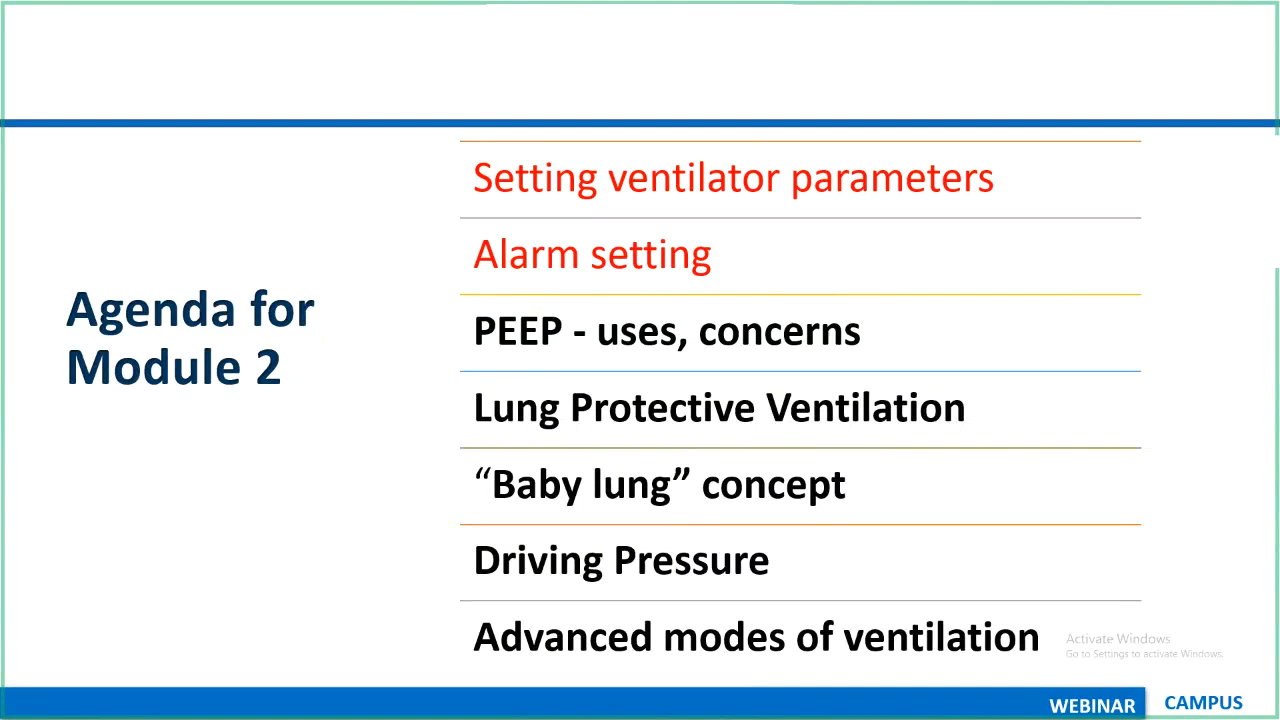 Setting ventilator parameters
Alarm setting
Agenda for
Module 2
PEEP - uses, concerns
Lung Protective Ventilation
“Baby lung” concept
Driving Pressure
Advanced modes of ventilation
Activate Windows
Go to Settings to activate Windows.
WEBINAR CAMPUS